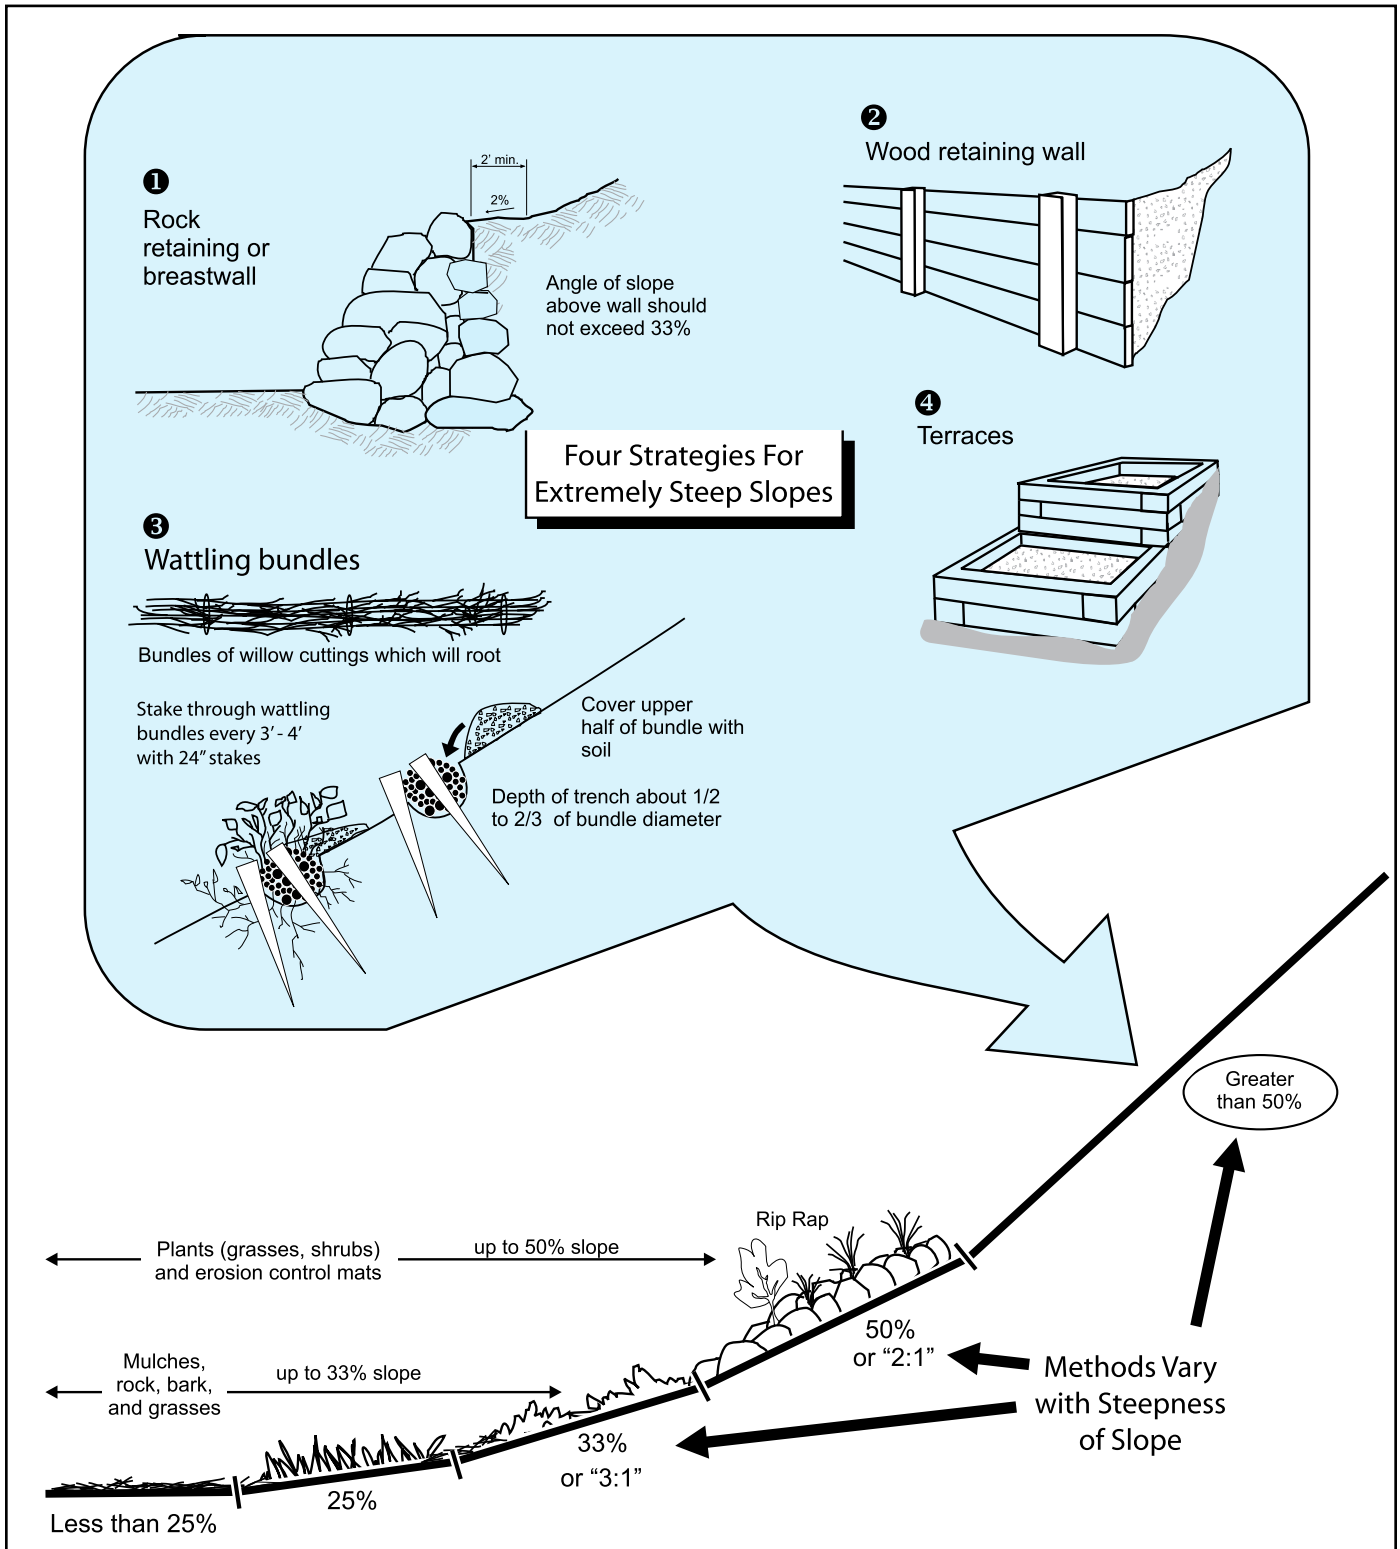 ❶
Rock
retaining or
breastwall
2' min.
2%
Angle of slope
above wall should
not exceed 33%
❷
Wood retaining wall
❹
Terraces
Four Strategies For
Extremely Steep Slopes
❸
Wattling bundles
Bundles of willow cuttings which will root
Stake through wattling
bundles every 3’ - 4’
with 24” stakes
Cover upper
half of bundle with
soil
Depth of trench about 1/2
to 2/3 of bundle diameter
Greater
than 50%
Rip Rap
Plants (grasses, shrubs)
and erosion control mats
up to 50% slope
Mulches,
rock, bark,
and grasses
up to 33% slope
50%
or “2:1”
Methods Vary
with Steepness
of Slope
33%
or “3:1”
25%
Less than 25%